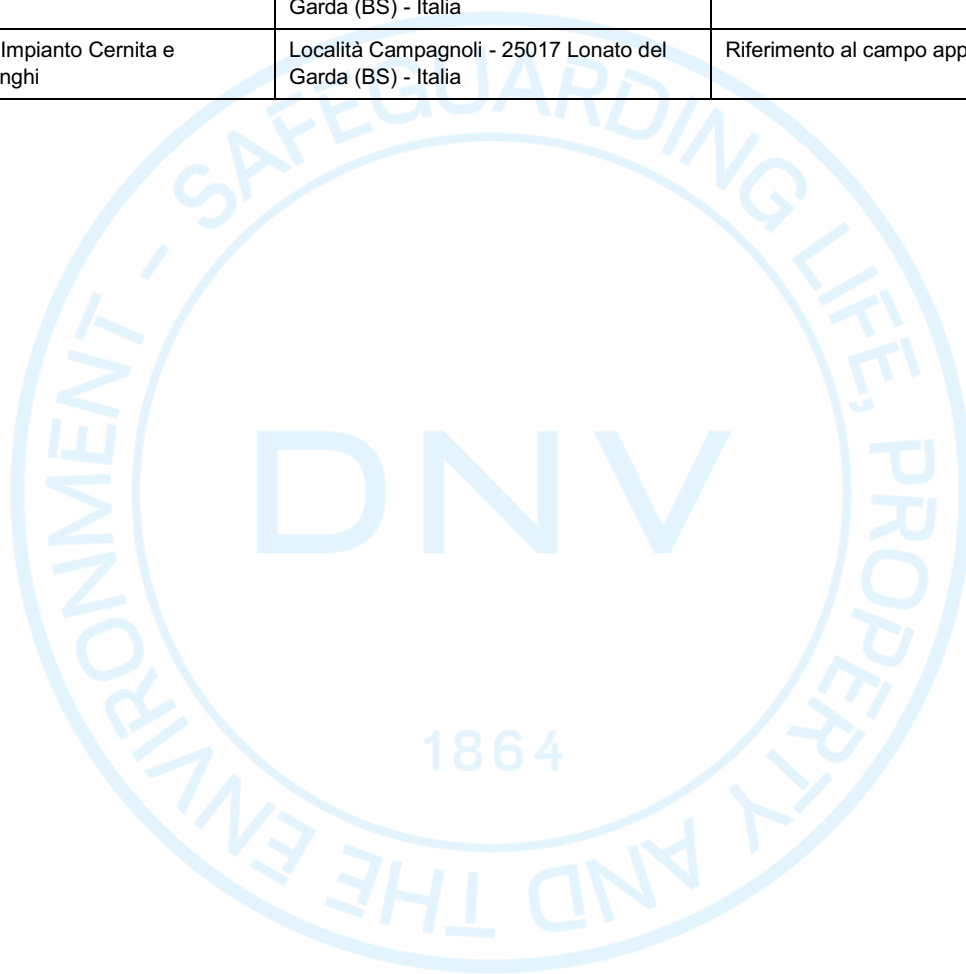 Garda (BS) - Italia
Impianto Cernita e
nghi
Località Campagnoli - 25017 Lonato del
Garda (BS) - Italia
Riferimento al campo app
SAFEGUARDING LIFE, PROPERTY AND THE ENVIRONMENT -
DNV
1864